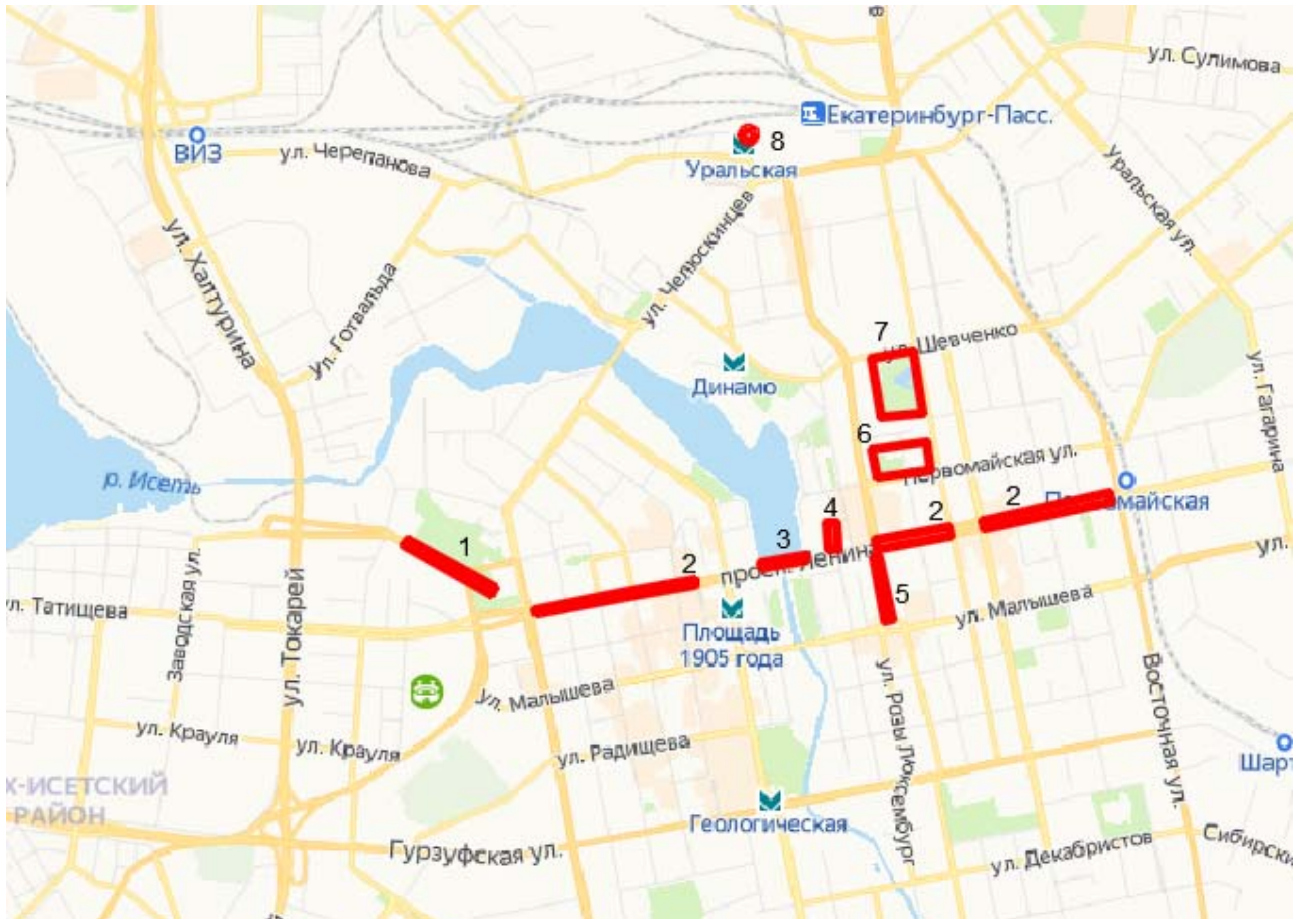 ул. Сулимова
Екатеринбург-Пасс.
8
ВИЗ
ул. Черепанова
Уральская
Уральская ул.
ул. Халтурина
ул. Челюскинцев
ул. Готвальда
7
ул. Шевченко
Динамо
ул. Гагарина
6
Первомайская ул.
р. Исеть
2
Первомайская
4
2
1
3
2
просп. Ленина
ул.
Заводская ул.
ул. Токарей
ул. Татищева
5
ул. Малышева
Площадь
1905 года
ул. Малышева
ул. Розы Люксембург
Восточная ул.
ул. Крауля
ул. Крауля
ул. Радищева
Х-ИСЕТСКИЙ
РАЙОН
Шарт
Геологическая
Гурзуфская ул.
ул. Декабристов
Сибирски